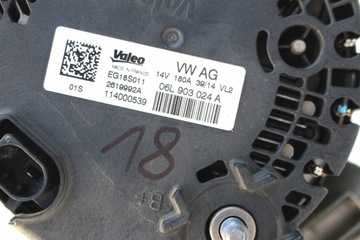 Valeo
MADE IN FRANCE
EG18S011
01S
2619992A
114000539
VW AG
14V 180A 39/14 VL2
06L 903 024 A
18
B+